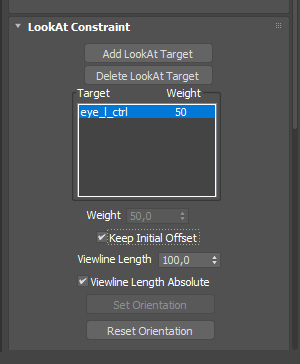 LookAt Constraint
Add LookAt Target
Delete LookAt Target
Target Weight
eye_l_ctrl 50
Weight 50,0
Keep Initial Offset
Viewline Length 100,0
Viewline Length Absolute
Set Orientation
Reset Orientation